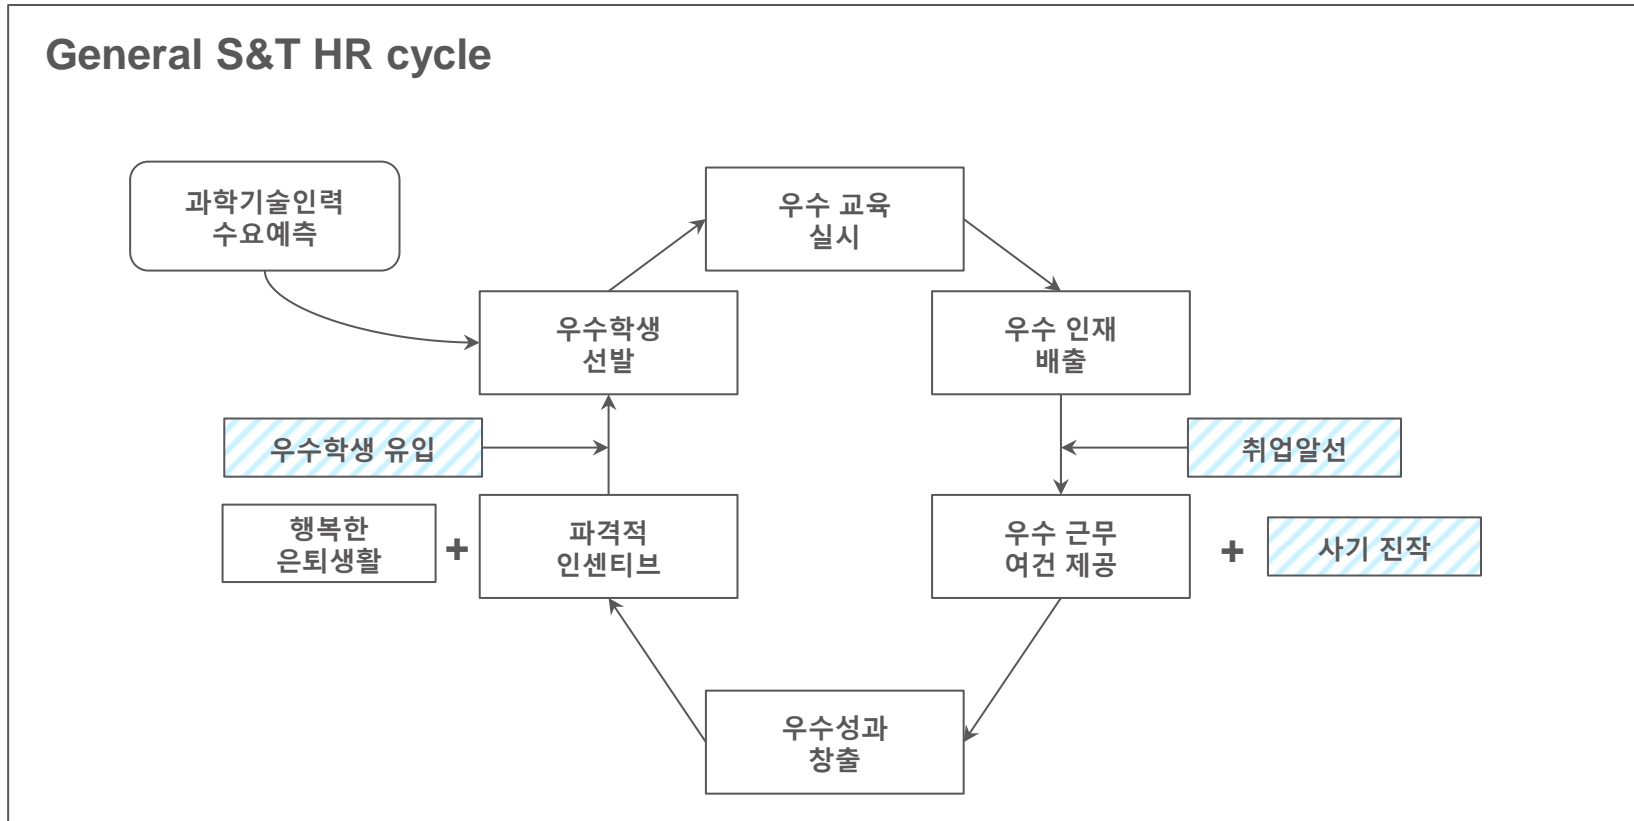 General S&T HR cycle
과학기술인력
수요예측
우수 교육
실시
우수학생
선발
우수 인재
배출
우수학생 유입
취업알선
행복한
은퇴생활
+
파격적
인센티브
우수 근무
여건 제공
+
사기 진작
우수성과
창출